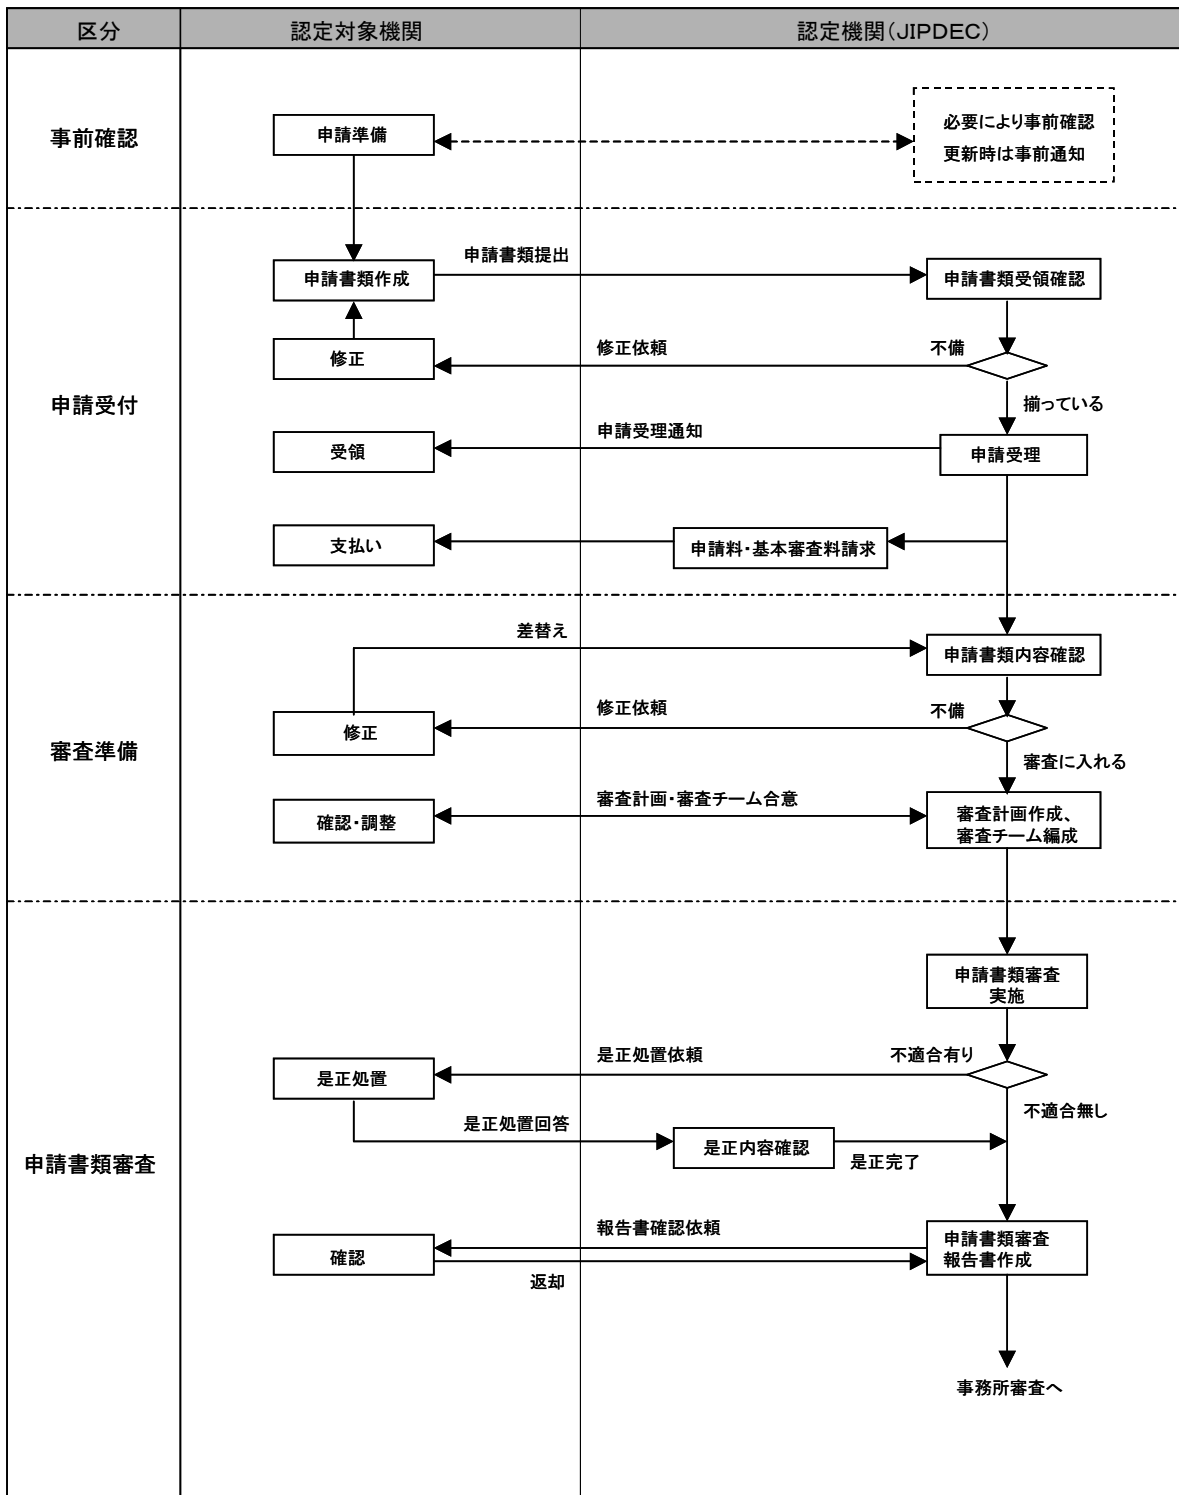 区分
認定対象機関
認定機関(JIPDEC)
事前確認
申請準備
必要により事前確認
更新時は事前通知
申請受付
申請書類作成
申請書類提出
申請書類受領確認
修正
修正依頼
不備
揃っている
受領
申請受理通知
申請受理
支払い
申請料・基本審査料請求
審査準備
差替え
申請書類内容確認
修正
修正依頼
不備
審査に入れる
確認・調整
審査計画・審査チーム合意
審査計画作成、
審査チーム編成
申請書類審査
申請書類審査
実施
是正処置
是正処置依頼
不適合有り
不適合無し
是正処置回答
是正内容確認
是正完了
確認
報告書確認依頼
返却
申請書類審査
報告書作成
事務所審査へ